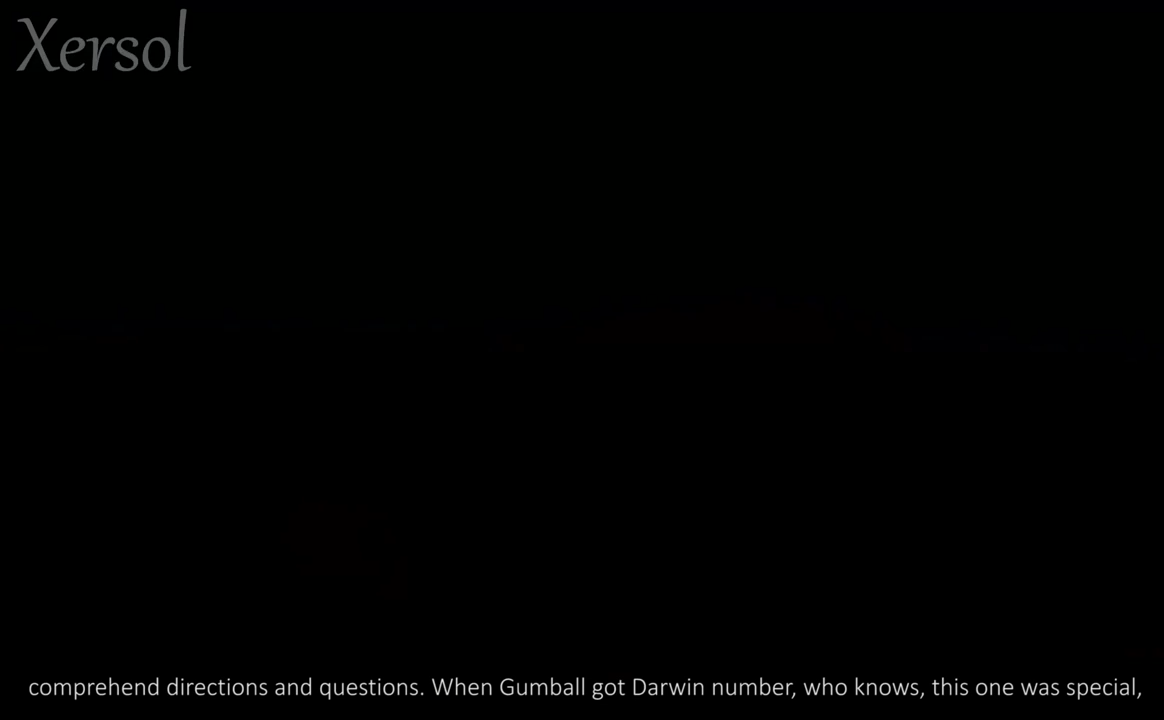 Xersol
comprehend directions and questions. When Gumball got Darwin number, who knows, this one was special,